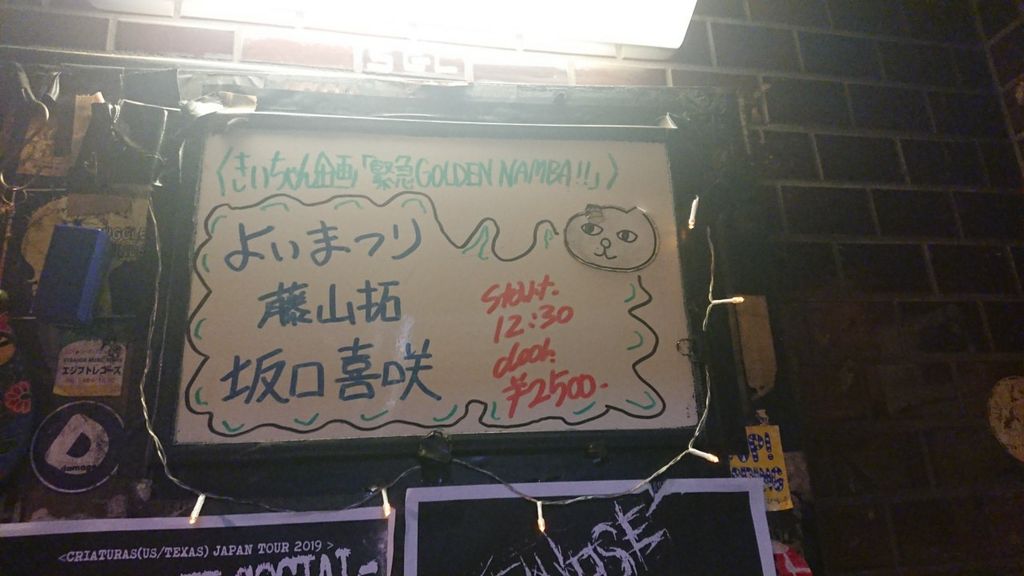 〈きいちゃん企画「緊急GOLDEN NAMBA!!」〉
よいまつり
藤山拓
坂口喜咲
start.
12:30
door.
¥2500-
エジプトレコーズ
damage
<CRIATURAS(US/TEXAS) JAPAN TOUR 2019 >